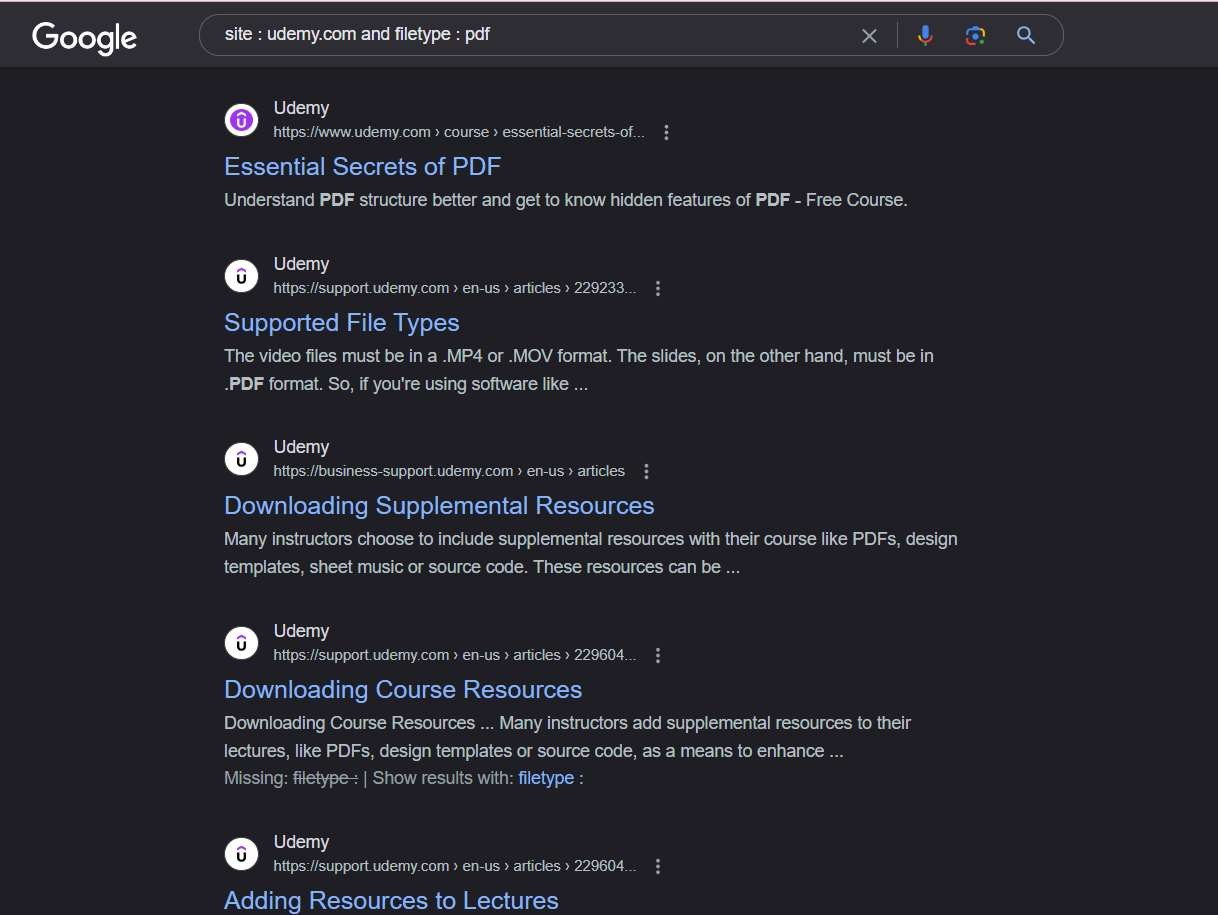 Google
site : udemy.com and filetype : pdf
Udemy
https://www.udemy.com › course › essential-secrets-of...
Essential Secrets of PDF
Understand PDF structure better and get to know hidden features of PDF - Free Course.
Udemy
https://support.udemy.com › en-us › articles › 229233...
Supported File Types
The video files must be in a .MP4 or .MOV format. The slides, on the other hand, must be in
.PDF format. So, if you're using software like ...
Udemy
https://business-support.udemy.com › en-us › articles
Downloading Supplemental Resources
Many instructors choose to include supplemental resources with their course like PDFs, design
templates, sheet music or source code. These resources can be ...
Udemy
https://support.udemy.com › en-us › articles › 229604...
Downloading Course Resources
Downloading Course Resources ... Many instructors add supplemental resources to their
lectures, like PDFs, design templates or source code, as a means to enhance ...
Missing: filetype : | Show results with: filetype :
Udemy
https://support.udemy.com › en-us › articles › 229604...
Adding Resources to Lectures